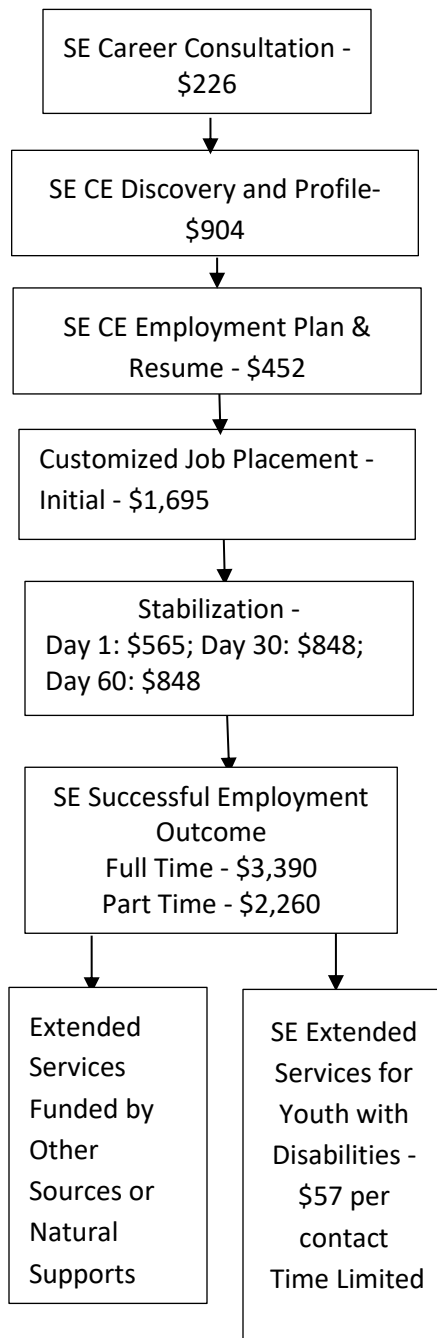 SE Career Consultation -
$226
SE CE Discovery and Profile-
$904
SE CE Employment Plan &
Resume - $452
Customized Job Placement -
Initial - $1,695
Stabilization -
Day 1: $565; Day 30: $848;
Day 60: $848
SE Successful Employment
Outcome
Full Time - $3,390
Part Time - $2,260
Extended
Services
Funded by
Other
Sources or
Natural
Supports
SE Extended
Services for
Youth with
Disabilities -
$57 per
contact
Time Limited